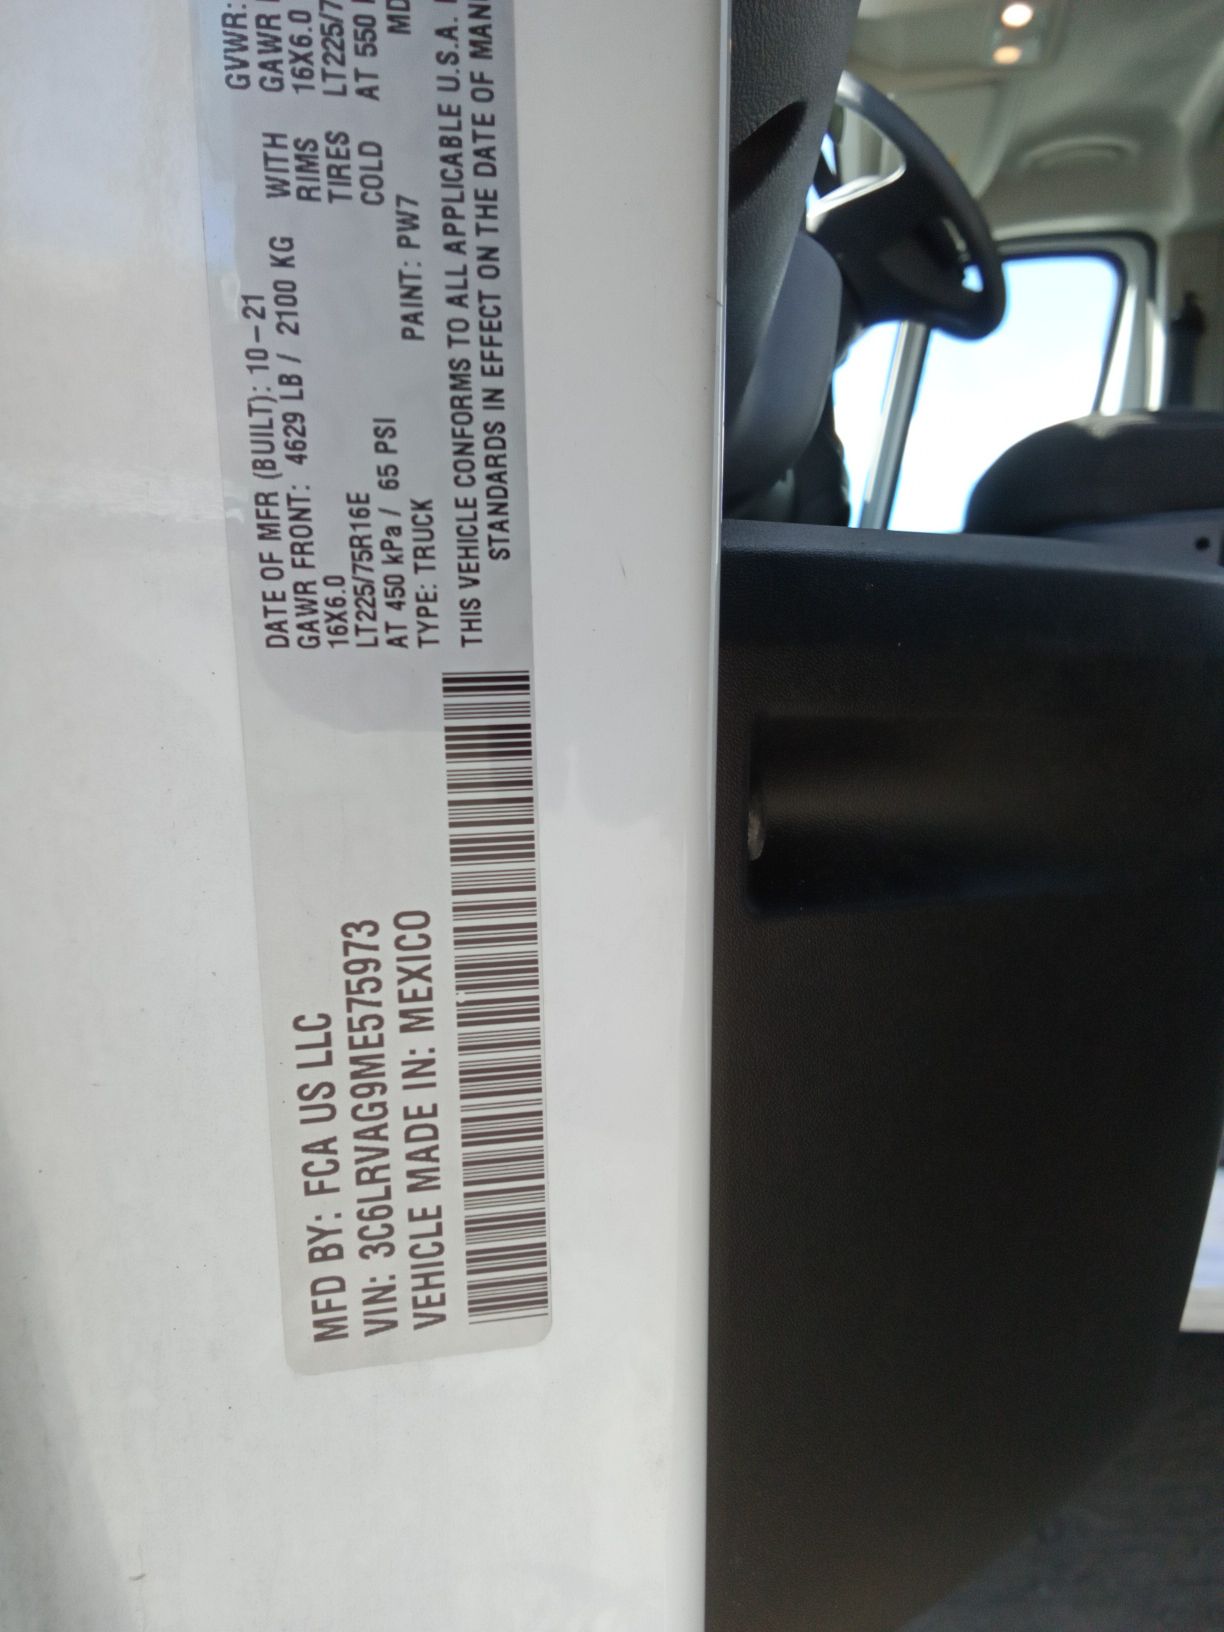 MFD BY: FCA US LLC
VIN: 3C6LRVAG9ME575973
VEHICLE MADE IN: MEXICO
DATE OF MFR (BUILT): 10-21 GVWR:
GAWR FRONT: 4629 LB / 2100 KG WITH GAWR
16X6.0 RIMS 16X6.0
LT225/75R16E TIRES LT225/7
AT 450 kPa / 65 PSI COLD AT 550
TYPE: TRUCK PAINT: PW7 MD
THIS VEHICLE CONFORMS TO ALL APPLICABLE U.S.A.
STANDARDS IN EFFECT ON THE DATE OF MAN